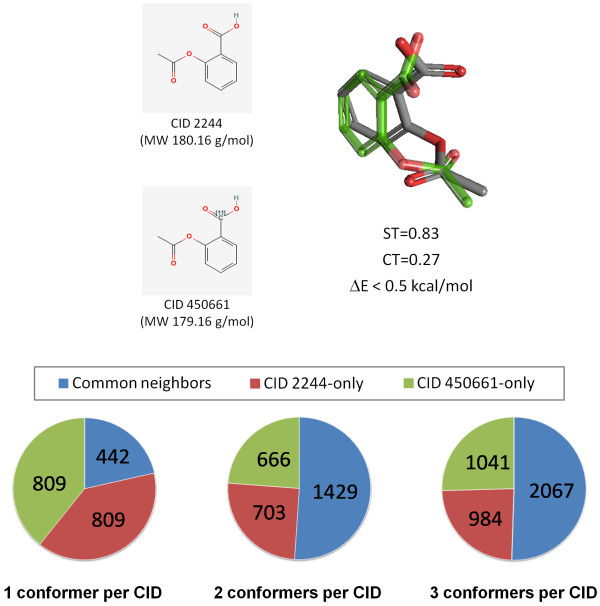 H
O
O
O
O
CID 2244
(MW 180.16 g/mol)
H
O [11]
C O
O
O
CID 450661
(MW 179.16 g/mol)
ST=0.83
CT=0.27
ΔE < 0.5 kcal/mol
Common neighbors CID 2244-only CID 450661-only
442
809
809
1 conformer per CID
666
1429
703
2 conformers per CID
1041
2067
984
3 conformers per CID